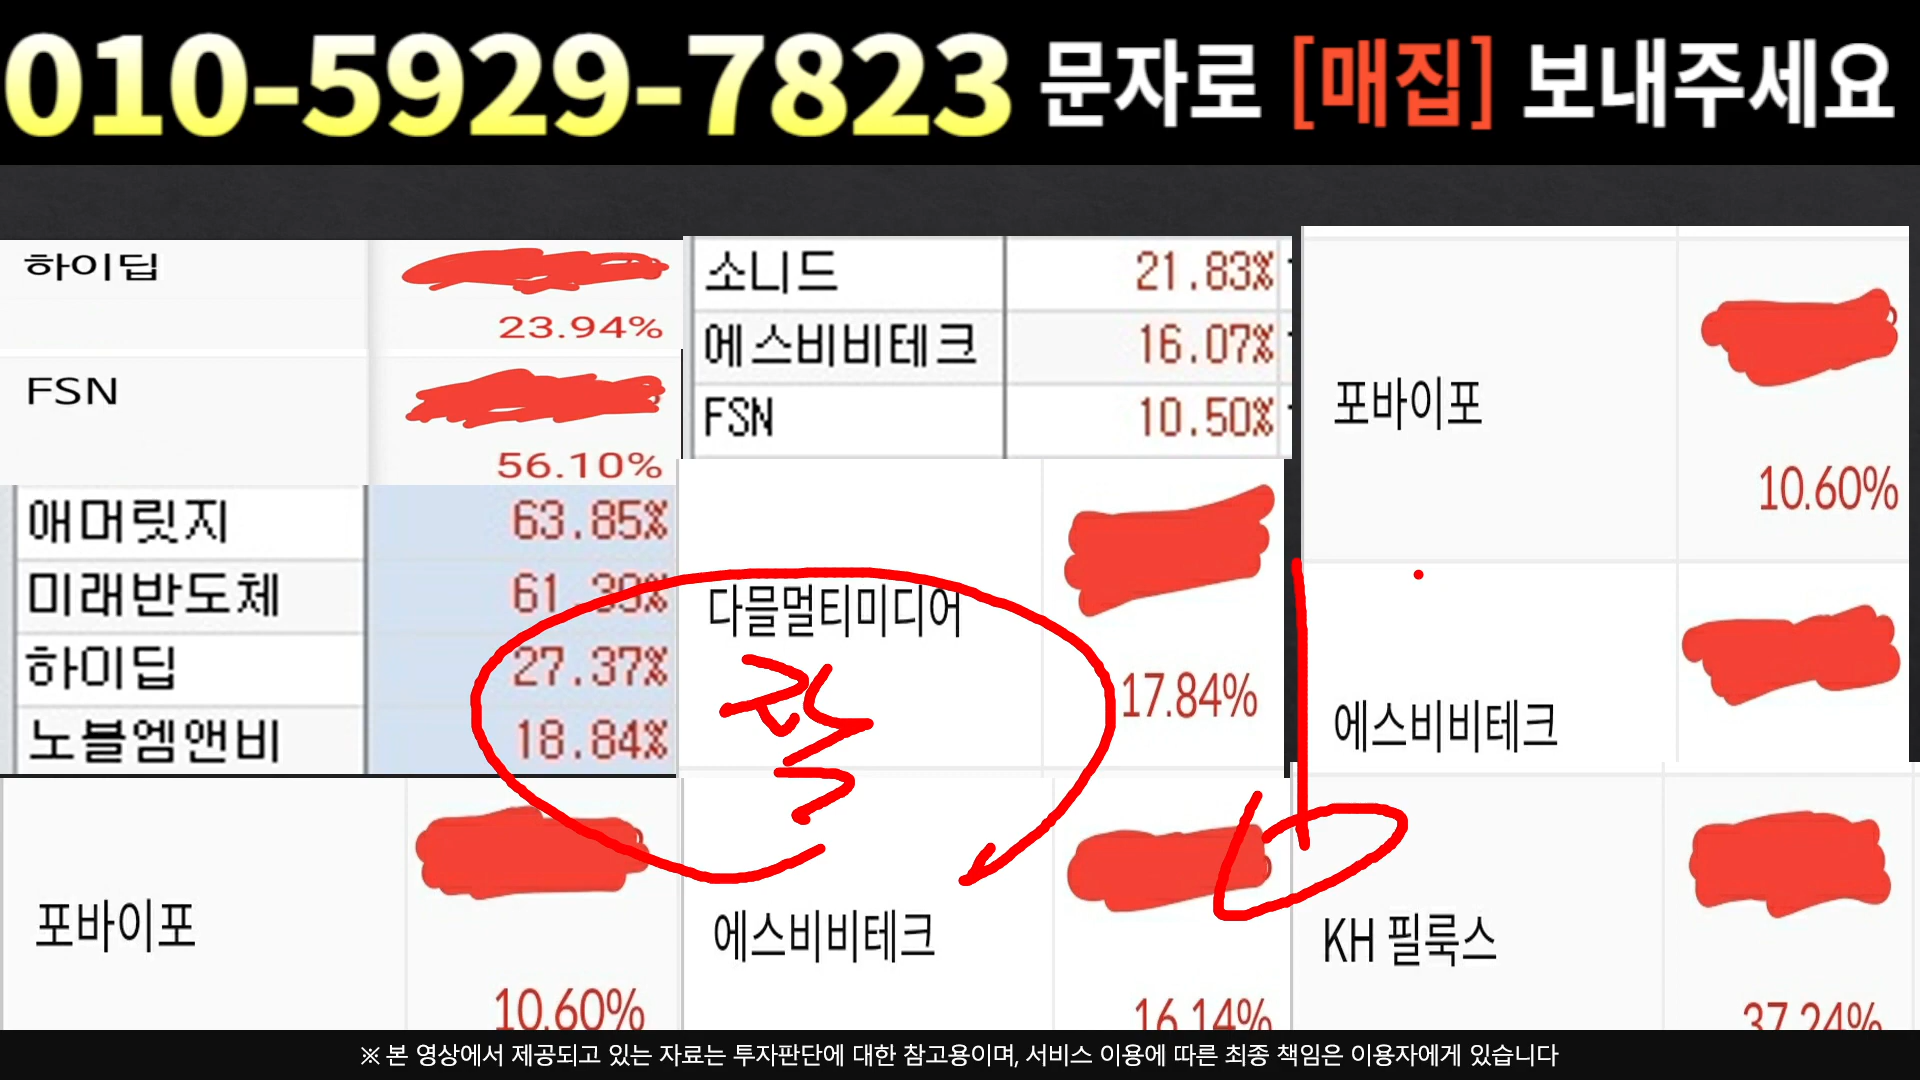 010-5929-7823 문자로 [매집] 보내주세요
하이딥
23.94%
FSN
56.10%
애머릿지 63.85%
미래반도체 61.39%
하이딥 27.37%
노블엠앤비 18.84%
소니드 21.83%
에스비비테크 16.07%
FSN 10.50%
다믈멀티미디어
17.84%
포바이포
10.60%
에스비비테크
포바이포
10.60%
에스비비테크
16.14%
KH 필룩스
37.24%
※ 본 영상에서 제공되고 있는 자료는 투자판단에 대한 참고용이며, 서비스 이용에 따른 최종 책임은 이용자에게 있습니다